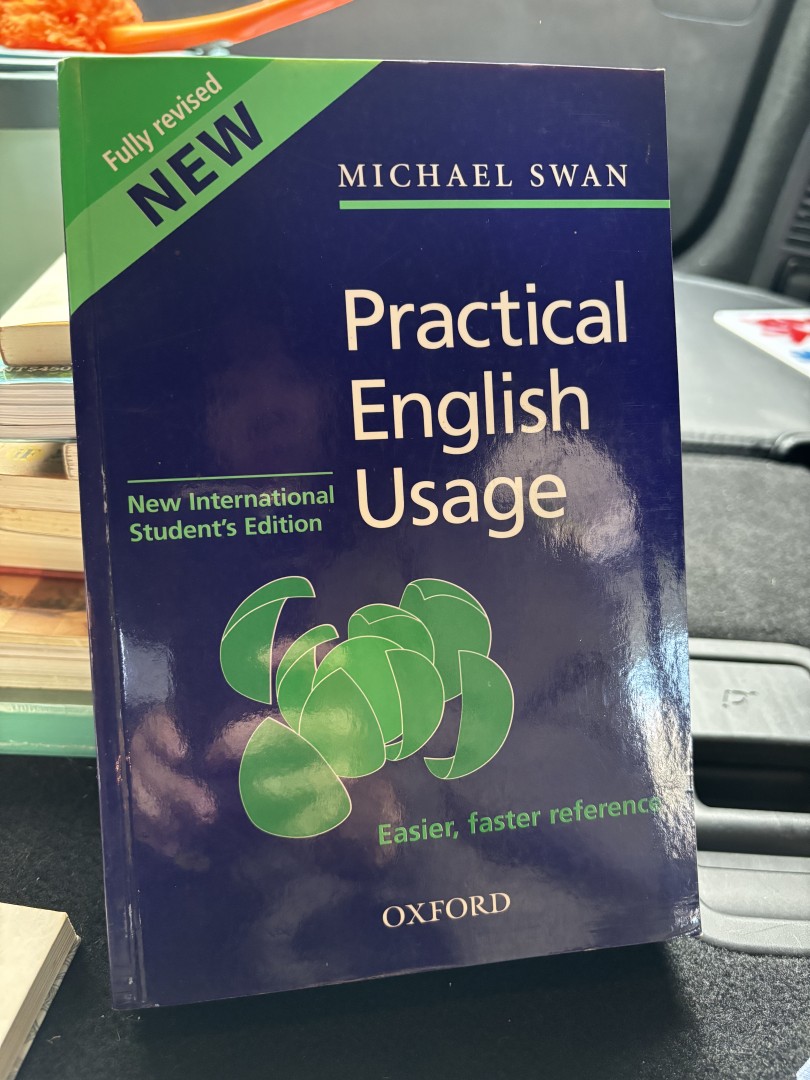 Fully revised
NEW
MICHAEL SWAN
Practical
English
Usage
New International
Student's Edition
Easier, faster reference
OXFORD